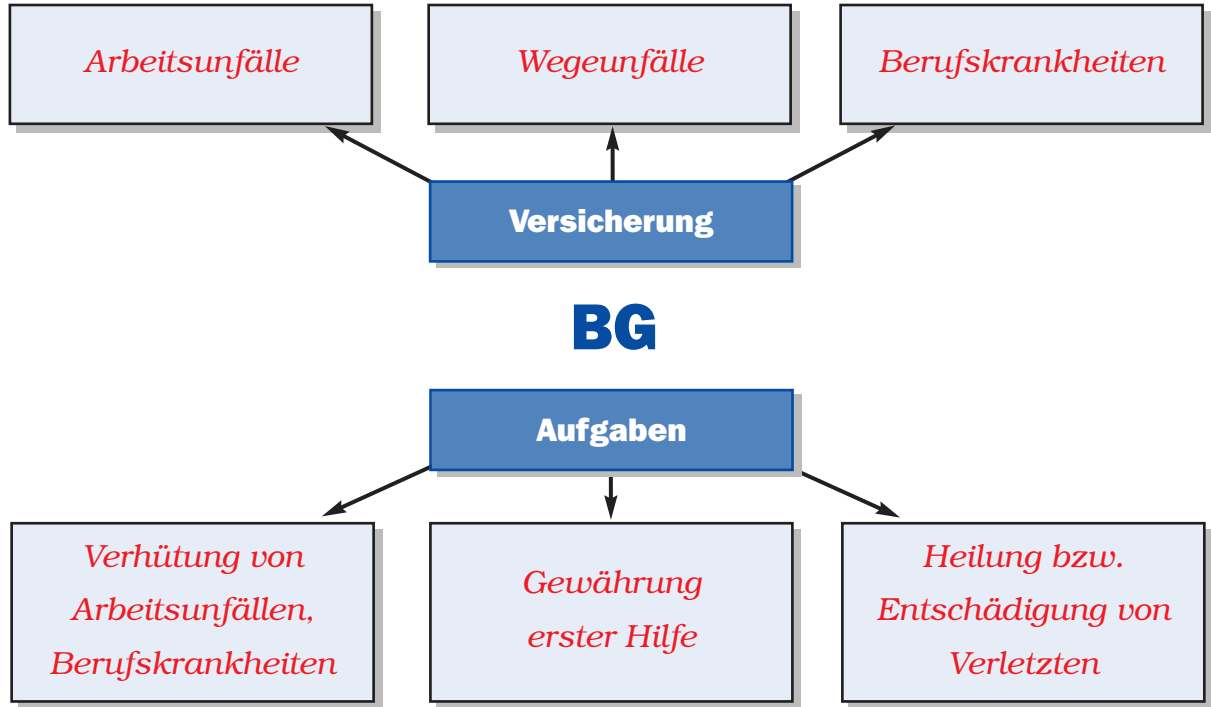 Arbeitsunfälle
Wegeunfälle
Berufskrankheiten
Versicherung
BG
Aufgaben
Verhütung von
Arbeitsunfällen,
Berufskrankheiten
Gewährung
erster Hilfe
Heilung bzw.
Entschädigung von
Verletzten